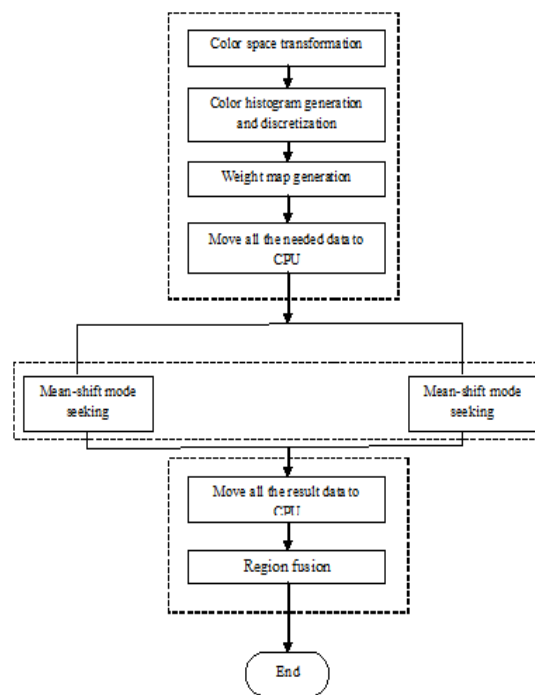 Color space transformation
Color histogram generation
and discretization
Weight map generation
Move all the needed data to
CPU
Mean-shift mode
seeking
Mean-shift mode
seeking
Move all the result data to
CPU
Region fusion
End